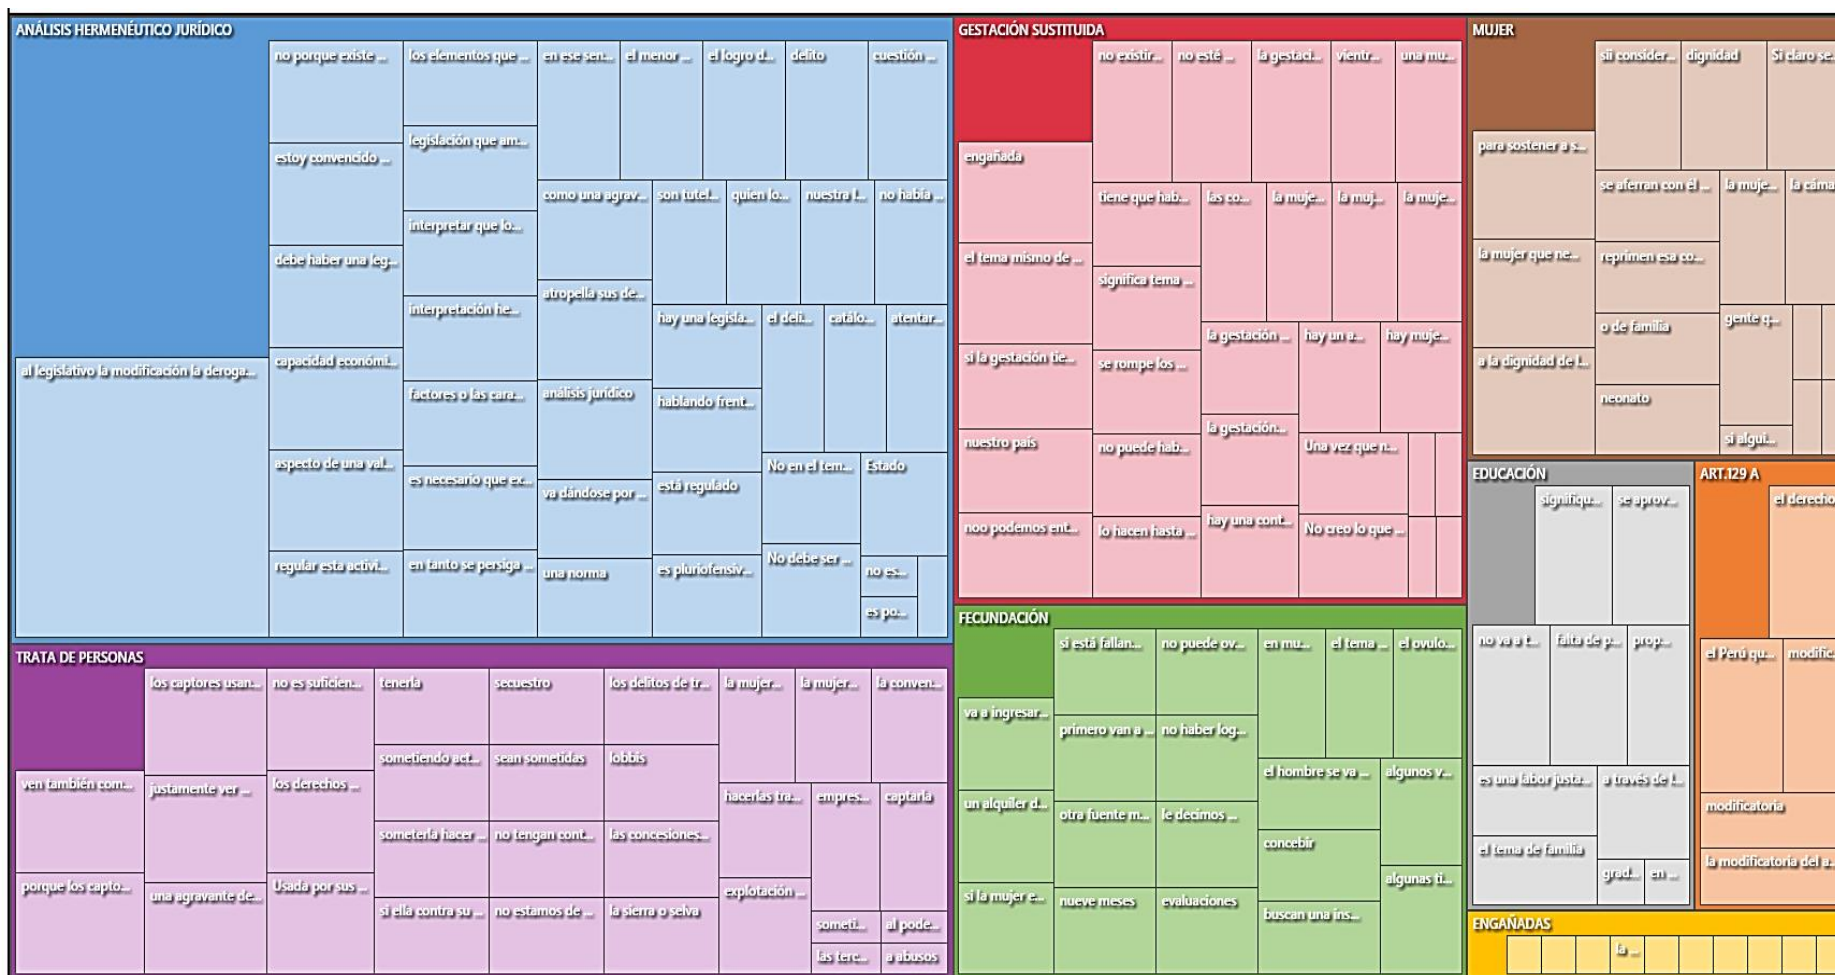 ANÁLISIS HERMENÉUTICO JURÍDICO
no porque existe ...
los elementos que ...
en ese sen...
el menor ...
el logro d...
delito
cuestión ...
legislación que am...
estoy convencido ...
como una agrav...
son tutel...
quien lo...
nuestra l...
no había ...
interpretar que lo...
debe haber una leg...
atropella sus de...
interpretación he...
hay una legisla...
el deli...
catálo...
atentar...
al legislativo la modificación la deroga...
capacidad económi...
factores o las cara...
análisis jurídico
hablando frent...
aspecto de una val...
es necesario que ex...
va dándose por ...
está regulado
No en el tem...
Estado
regular esta activi...
en tanto se persiga ...
una norma
es pluriofensiv...
No debe ser ...
no es...
es po...
GESTACIÓN SUSTITUIDA
no existir...
no esté ...
la gestaci...
vientr...
una mu...
engañada
tiene que hab...
las co...
la muje...
la muj...
la muje...
el tema mismo de ...
significa tema ...
si la gestación tie...
se rompe los ...
la gestación ...
hay un a...
hay muje...
nuestro país
no puede hab...
la gestación...
Una vez que n...
noo podemos ent...
lo hacen hasta ...
hay una cont...
No creo lo que ...
MUJER
sii consider...
dignidad
Si claro se...
para sostener a s...
se aferran con él ...
la muje...
la cáma
la mujer que ne...
reprimen esa co...
o de familia
gente q...
a la dignidad de l...
neonato
si algui...
TRATA DE PERSONAS
los captores usan...
no es suficien...
tenerla
secuestro
los delitos de tr...
la mujer...
la mujer...
la conven...
sometiendo act...
sean sometidas
lobbis
ven también com...
justamente ver ...
los derechos ...
hacerlas tra...
empres...
captarla
someterla hacer ...
no tengan cont...
las concesiones...
porque los capto...
una agravante de...
Usada por sus ...
si ella contra su ...
no estamos de ...
la sierra o selva
explotación ...
someti...
al pode...
las terc...
a abusos
FECUNDACIÓN
si está fallan...
no puede ov...
en mu...
el tema ...
el ovulo...
va a ingresar...
primero van a ...
no haber log...
el hombre se va ...
algunos v...
un alquiler d...
otra fuente m...
le decimos ...
concebir
si la mujer e...
nueve meses
evaluaciones
buscan una ins...
algunas ti...
EDUCACIÓN
signifiqu...
se aprov...
no va a t...
falta de p...
prop...
es una labor justa...
a través de l...
el tema de familia
grad...
en ...
ART.129 A
el derecho
el Perú qu...
modific
modificatoria
la modificatoria del a...
ENGAÑADAS
la ...